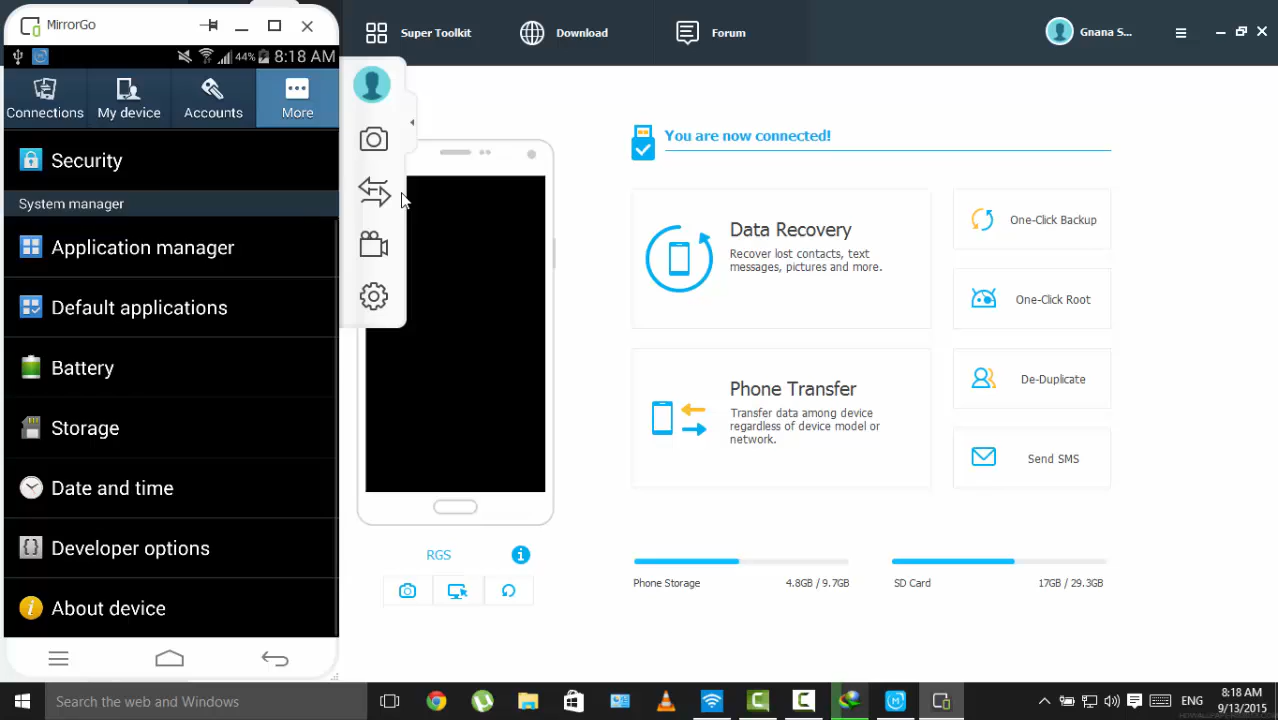 MirrorGo
Super Toolkit
Download
Forum
Gnana S...
44% 8:18 AM
Connections
My device
Accounts
More
Security
System manager
Application manager
Default applications
Battery
Storage
Date and time
Developer options
About device
You are now connected!
Data Recovery
Recover lost contacts, text
messages, pictures and more.
One-Click Backup
One-Click Root
Phone Transfer
Transfer data among device
regardless of device model or
network.
De-Duplicate
Send SMS
RGS
Phone Storage
4.8GB / 9.7GB
SD Card
17GB / 29.3GB
Search the web and Windows
ENG
8:18 AM
9/13/2015